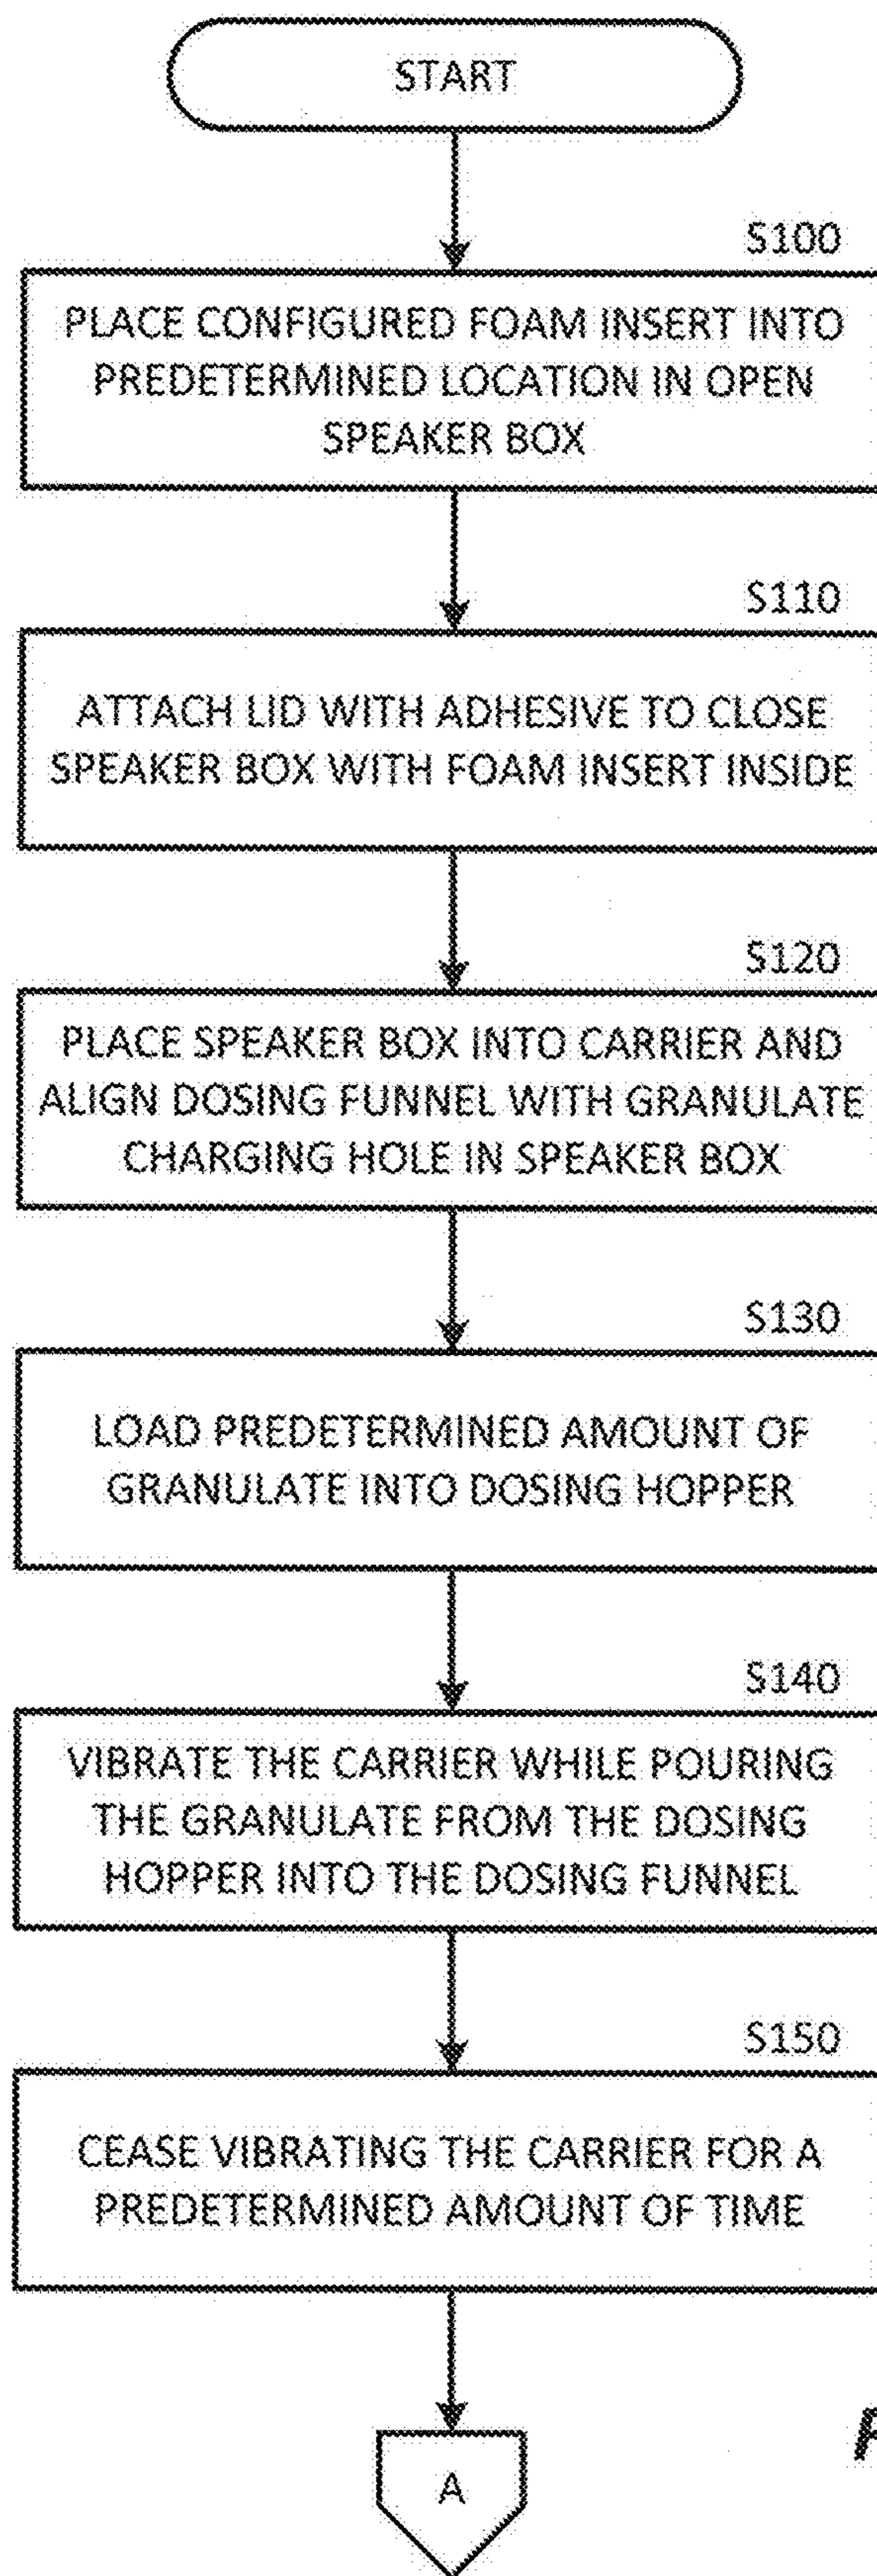 START
S100
PLACE CONFIGURED FOAM INSERT INTO
PREDETERMINED LOCATION IN OPEN
SPEAKER BOX
S110
ATTACH LID WITH ADHESIVE TO CLOSE
SPEAKER BOX WITH FOAM INSERT INSIDE
S120
PLACE SPEAKER BOX INTO CARRIER AND
ALIGN DOSING FUNNEL WITH GRANULATE
CHARGING HOLE IN SPEAKER BOX
S130
LOAD PREDETERMINED AMOUNT OF
GRANULATE INTO DOSING HOPPER
S140
VIBRATE THE CARRIER WHILE POURING
THE GRANULATE FROM THE DOSING
HOPPER INTO THE DOSING FUNNEL
S150
CEASE VIBRATING THE CARRIER FOR A
PREDETERMINED AMOUNT OF TIME
A